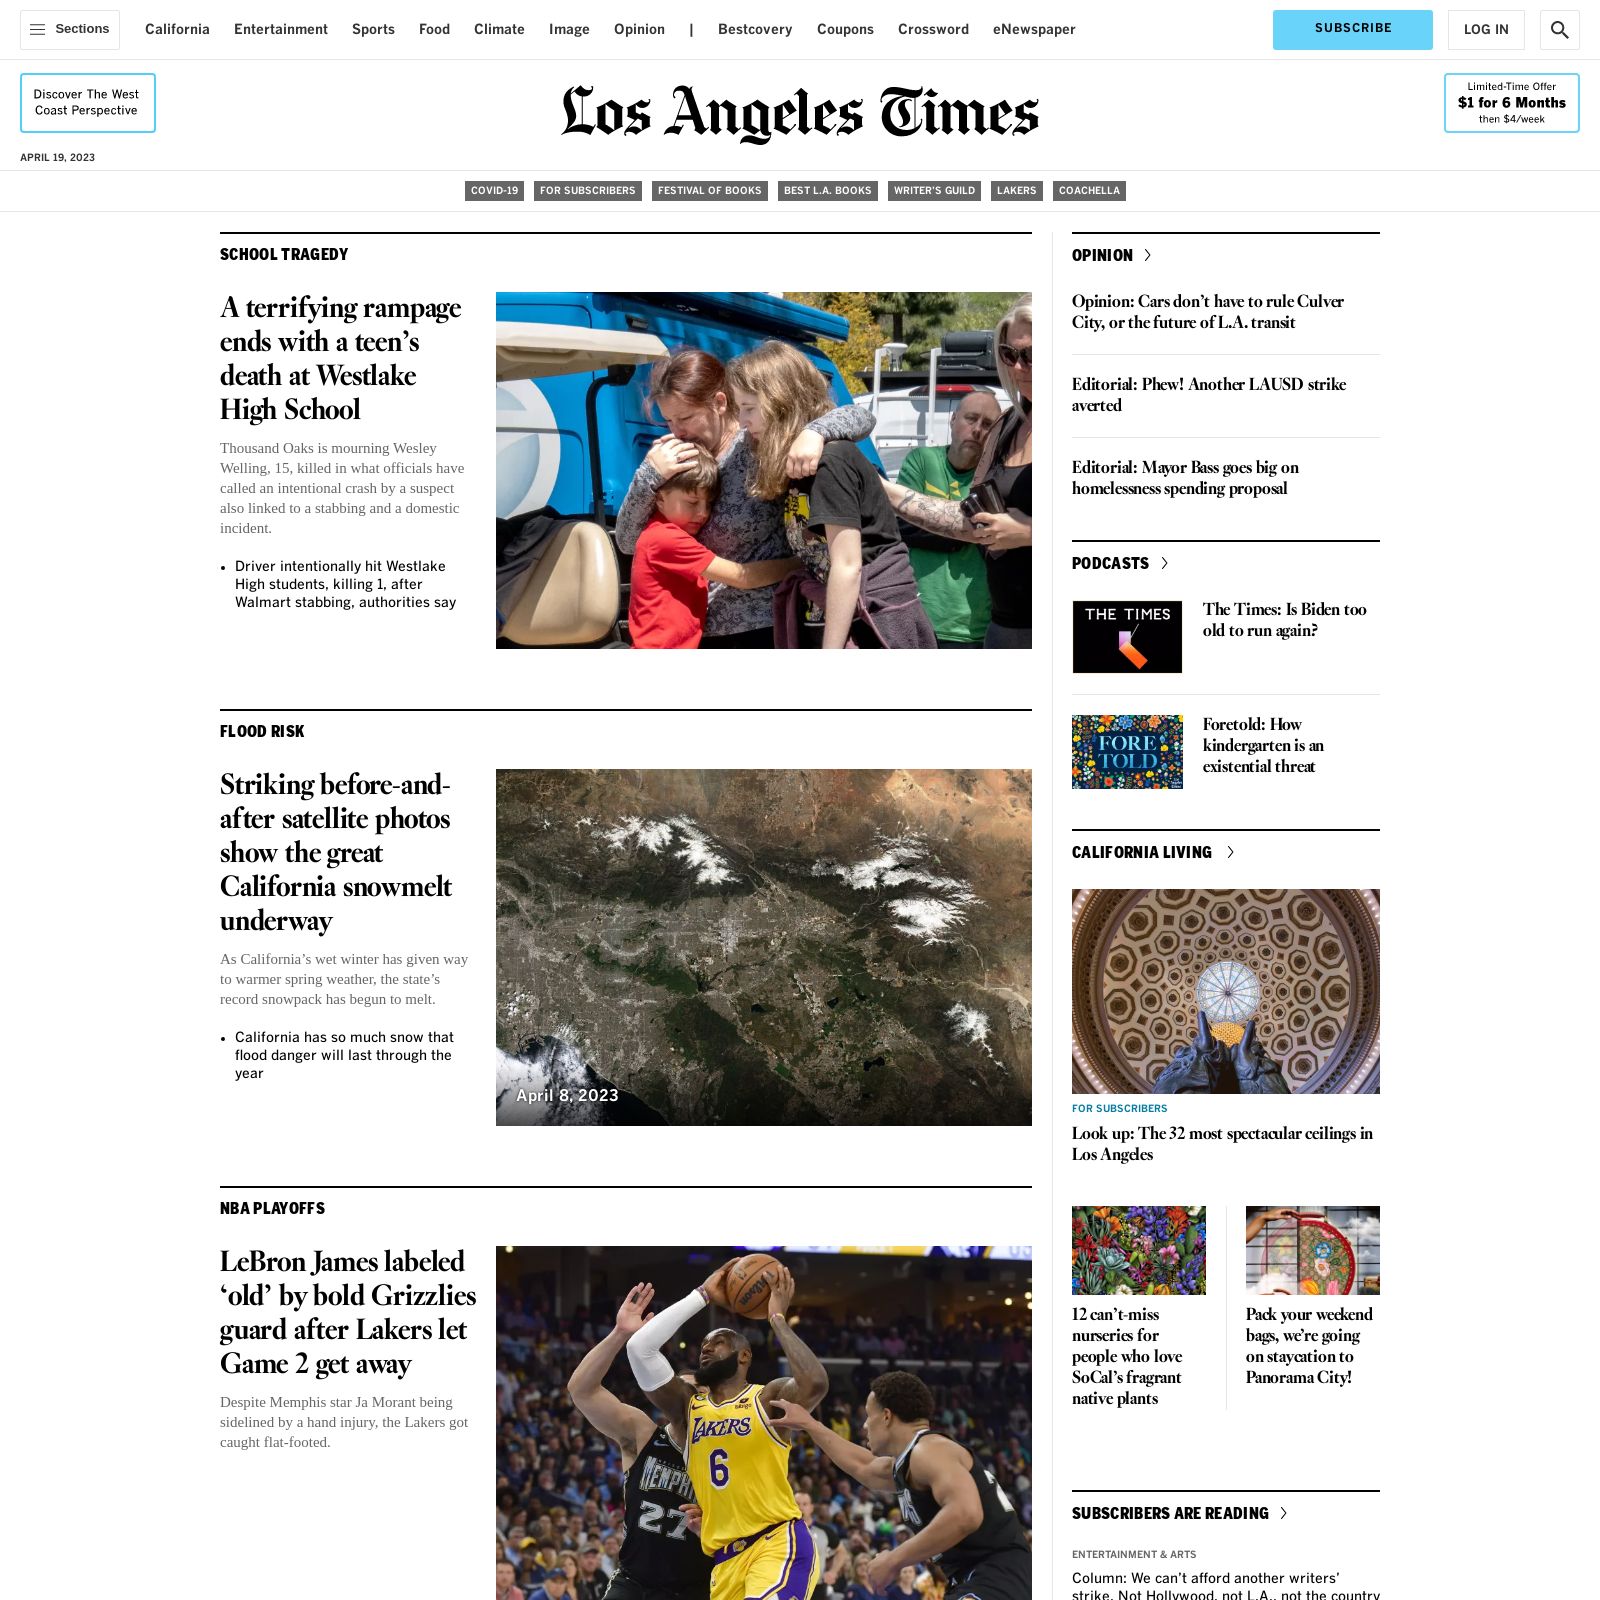 Sections
California
Entertainment
Sports
Food
Climate
Image
Opinion
|
Bestcovery
Coupons
Crossword
eNewspaper
SUBSCRIBE
LOG IN
Discover The West
Coast Perspective
Los Angeles Times
Limited-Time Offer
$1 for 6 Months
then $4/week
APRIL 19, 2023
COVID-19
FOR SUBSCRIBERS
FESTIVAL OF BOOKS
BEST L.A. BOOKS
WRITER'S GUILD
LAKERS
COACHELLA
SCHOOL TRAGEDY
A terrifying rampage
ends with a teen’s
death at Westlake
High School
Thousand Oaks is mourning Wesley
Welling, 15, killed in what officials have
called an intentional crash by a suspect
also linked to a stabbing and a domestic
incident.
• Driver intentionally hit Westlake
High students, killing 1, after
Walmart stabbing, authorities say
FLOOD RISK
Striking before-and-
after satellite photos
show the great
California snowmelt
underway
As California’s wet winter has given way
to warmer spring weather, the state’s
record snowpack has begun to melt.
• California has so much snow that
flood danger will last through the
year
April 8, 2023
NBA PLAYOFFS
LeBron James labeled
‘old’ by bold Grizzlies
guard after Lakers let
Game 2 get away
Despite Memphis star Ja Morant being
sidelined by a hand injury, the Lakers got
caught flat-footed.
Wilson
bibigo
LAKERS
6
MEMPH
27
OPINION
Opinion: Cars don’t have to rule Culver
City, or the future of L.A. transit
Editorial: Phew! Another LAUSD strike
averted
Editorial: Mayor Bass goes big on
homelessness spending proposal
PODCASTS
THE TIMES
The Times: Is Biden too
old to run again?
FORE
TOLD
Foretold: How
kindergarten is an
existential threat
CALIFORNIA LIVING
FOR SUBSCRIBERS
Look up: The 32 most spectacular ceilings in
Los Angeles
12 can’t-miss
nurseries for
people who love
SoCal’s fragrant
native plants
Pack your weekend
bags, we’re going
on staycation to
Panorama City!
SUBSCRIBERS ARE READING
ENTERTAINMENT & ARTS
Column: We can’t afford another writers’
strike. Not Hollywood, not L.A., not the country